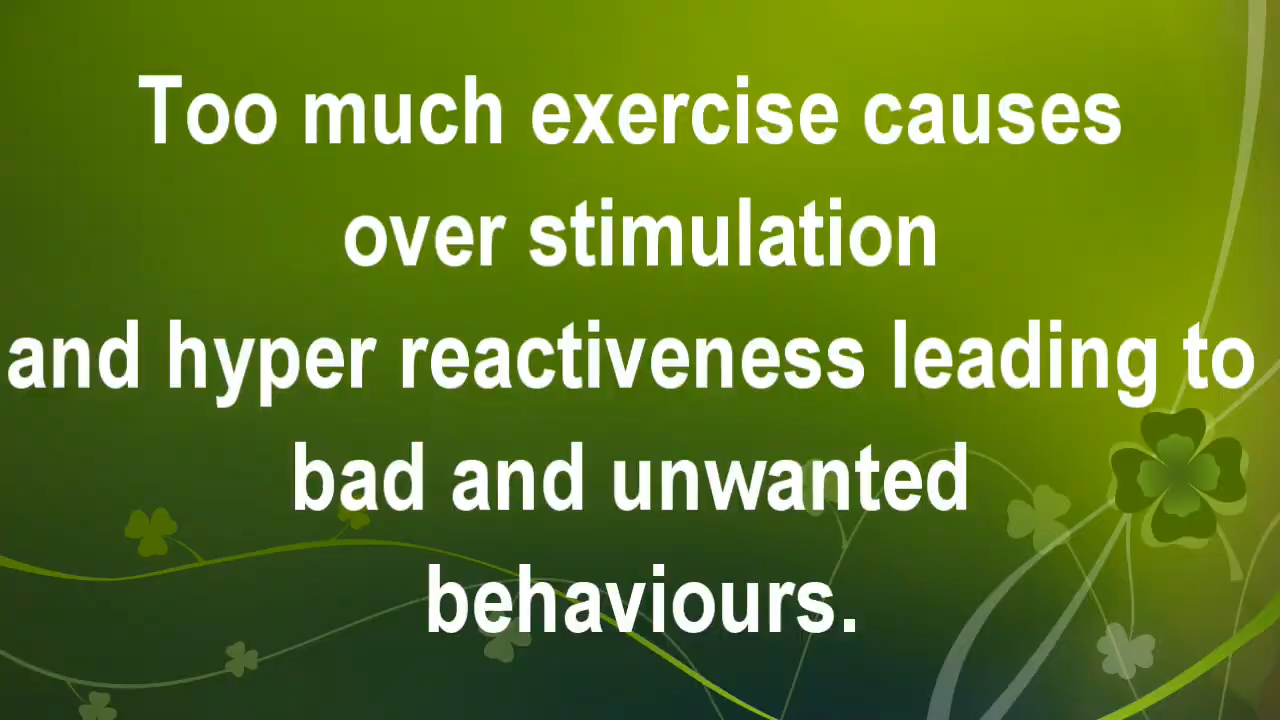 Too much exercise causes
over stimulation
and hyper reactiveness leading to
bad and unwanted
behaviours.